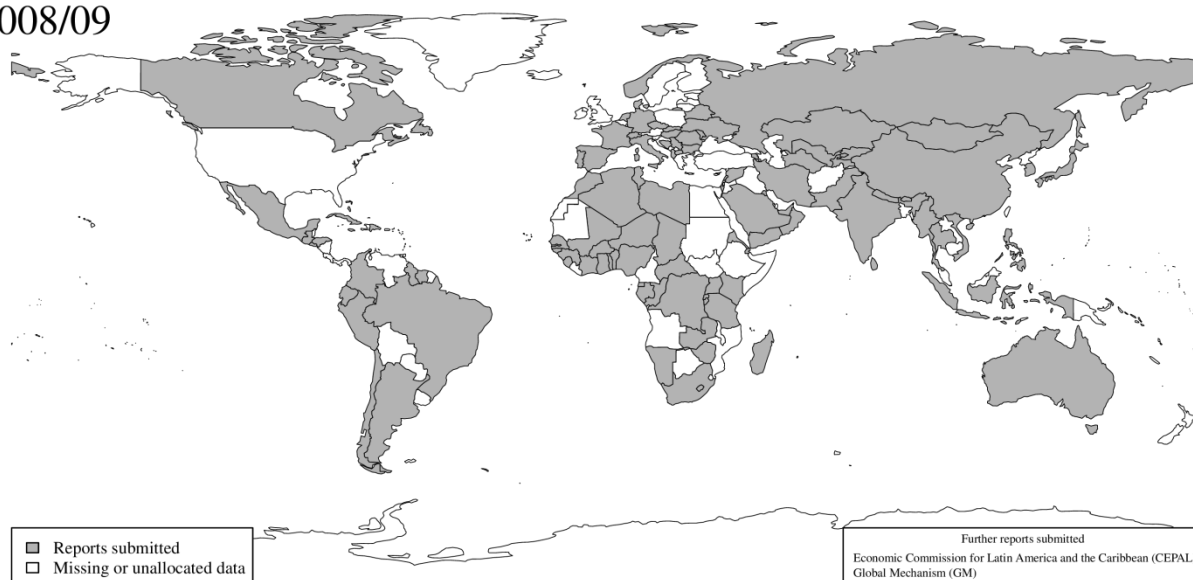 008/09
Reports submitted
Missing or unallocated data
Further reports submitted
Economic Commission for Latin America and the Caribbean (CEPAL
Global Mechanism (GM)